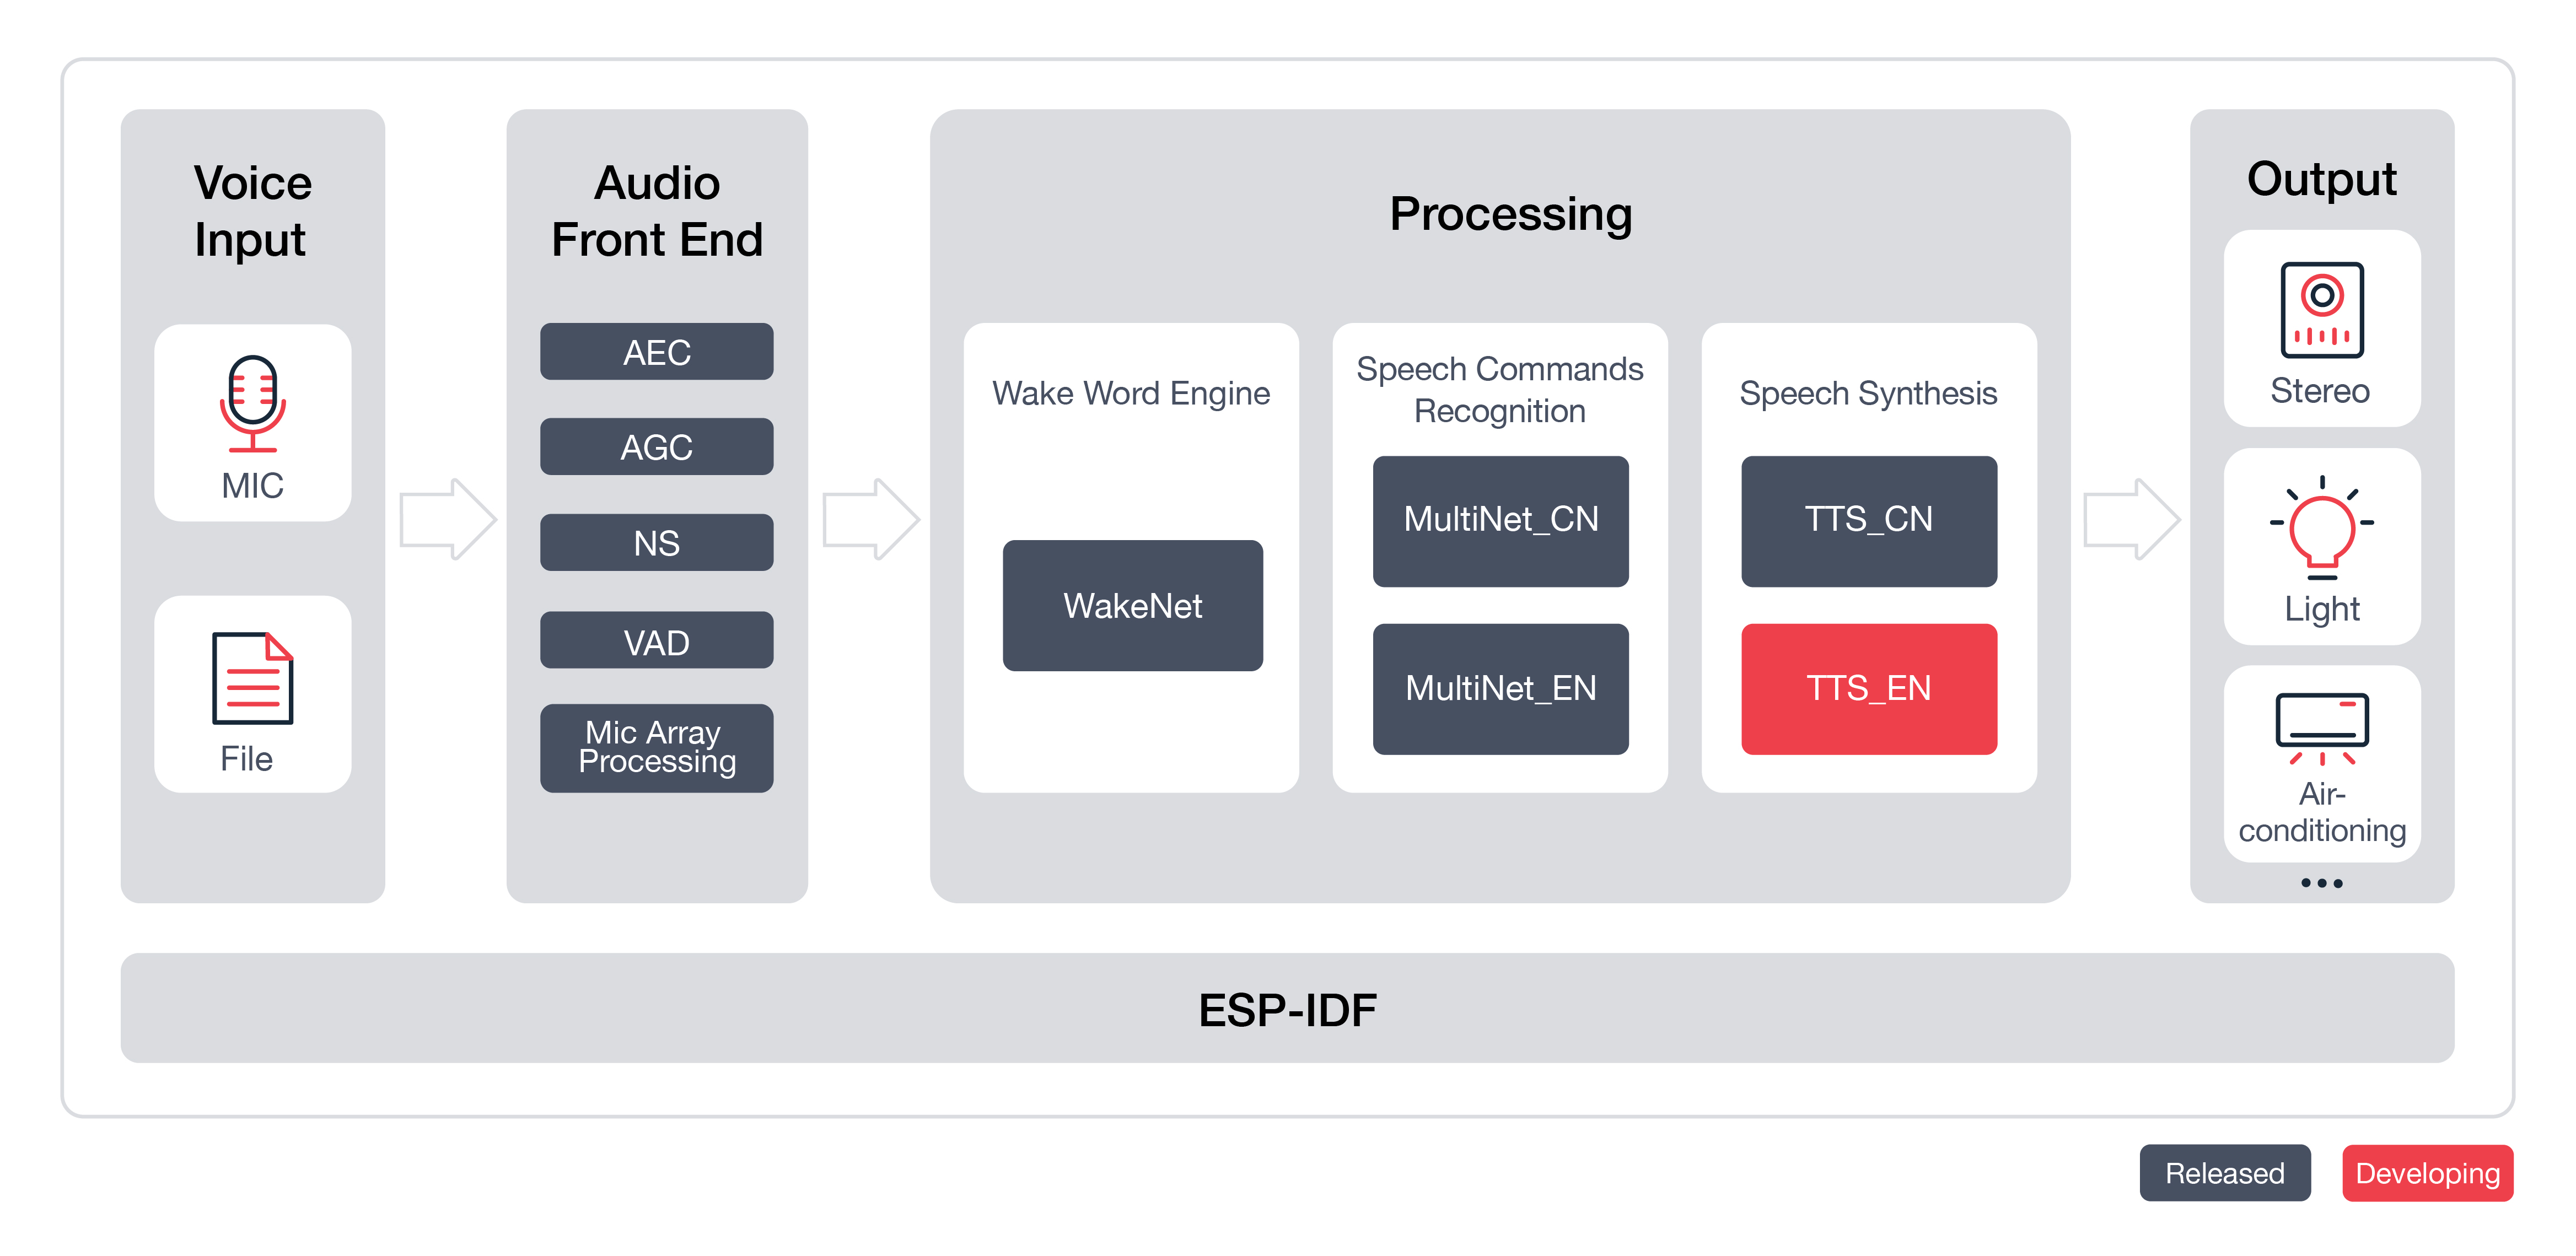 Voice
Input
MIC
File
Audio
Front End
AEC
AGC
NS
VAD
Mic Array
Processing
Processing
Wake Word Engine
WakeNet
Speech Commands
Recognition
MultiNet_CN
MultiNet_EN
Speech Synthesis
TTS_CN
TTS_EN
Output
Stereo
Light
Air-
conditioning
•••
ESP-IDF
Released
Developing